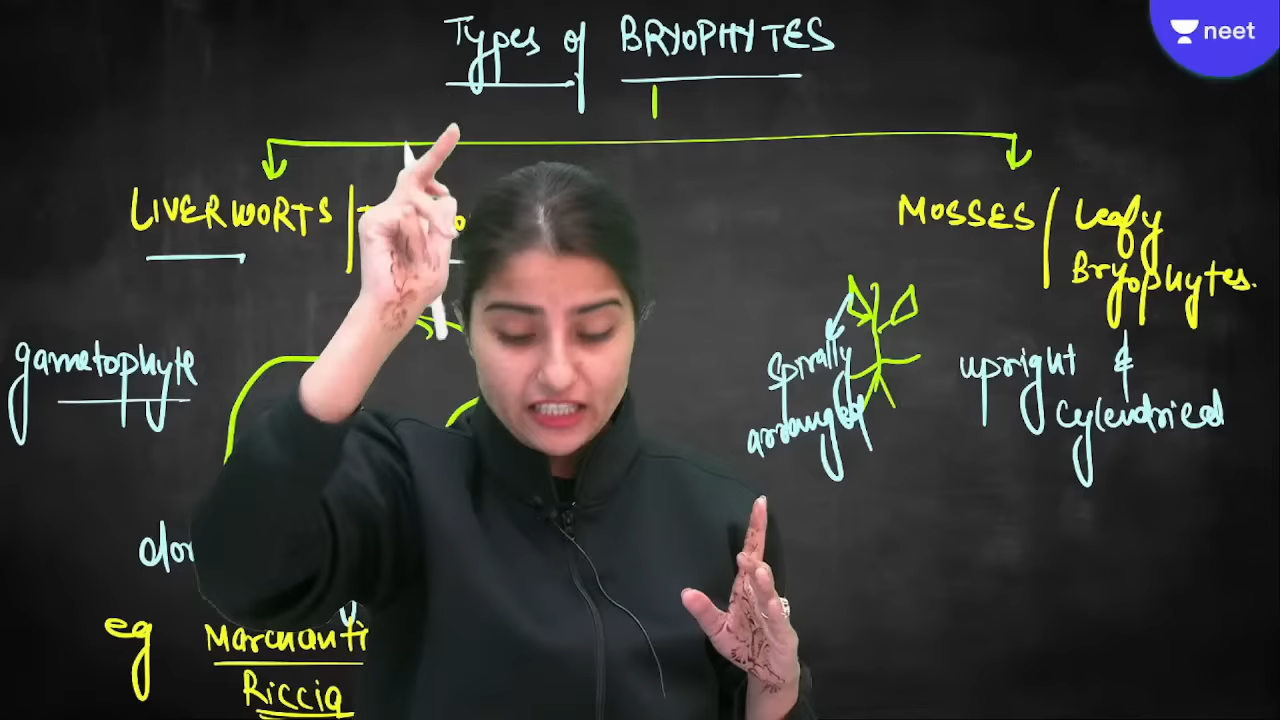 Types of BRYOPHYTES
neet
LIVERWORTS /
MOSSES / Leafy
Bryophytes.
gametophyte
spirally
arranged
upright &
Cylendrical
eg Marchanti
Riccia